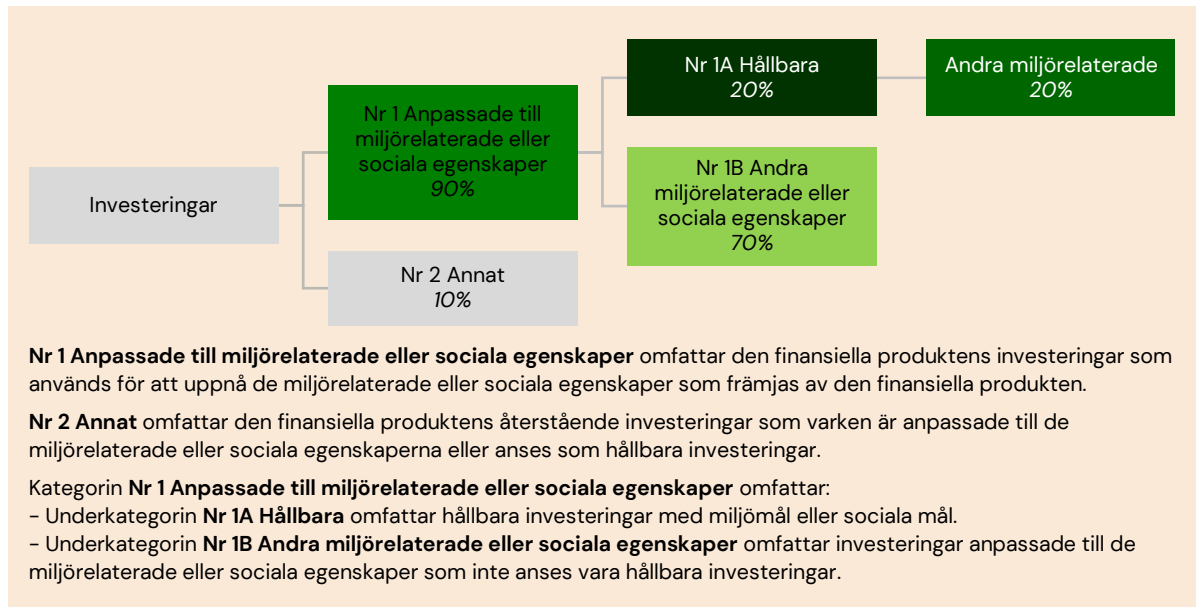 Nr 1A Hållbara
20%
Andra miljörelaterade
20%
Nr 1 Anpassade till
miljörelaterade eller
sociala egenskaper
90%
Nr 1B Andra
miljörelaterade eller
sociala egenskaper
70%
Investeringar
Nr 2 Annat
10%
Nr 1 Anpassade till miljörelaterade eller sociala egenskaper omfattar den finansiella produktens investeringar som
används för att uppnå de miljörelaterade eller sociala egenskaper som främjas av den finansiella produkten.
Nr 2 Annat omfattar den finansiella produktens återstående investeringar som varken är anpassade till de
miljörelaterade eller sociala egenskaperna eller anses som hållbara investeringar.
Kategorin Nr 1 Anpassade till miljörelaterade eller sociala egenskaper omfattar:
– Underkategorin Nr 1A Hållbara omfattar hållbara investeringar med miljömål eller sociala mål.
– Underkategorin Nr 1B Andra miljörelaterade eller sociala egenskaper omfattar investeringar anpassade till de
miljörelaterade eller sociala egenskaper som inte anses vara hållbara investeringar.